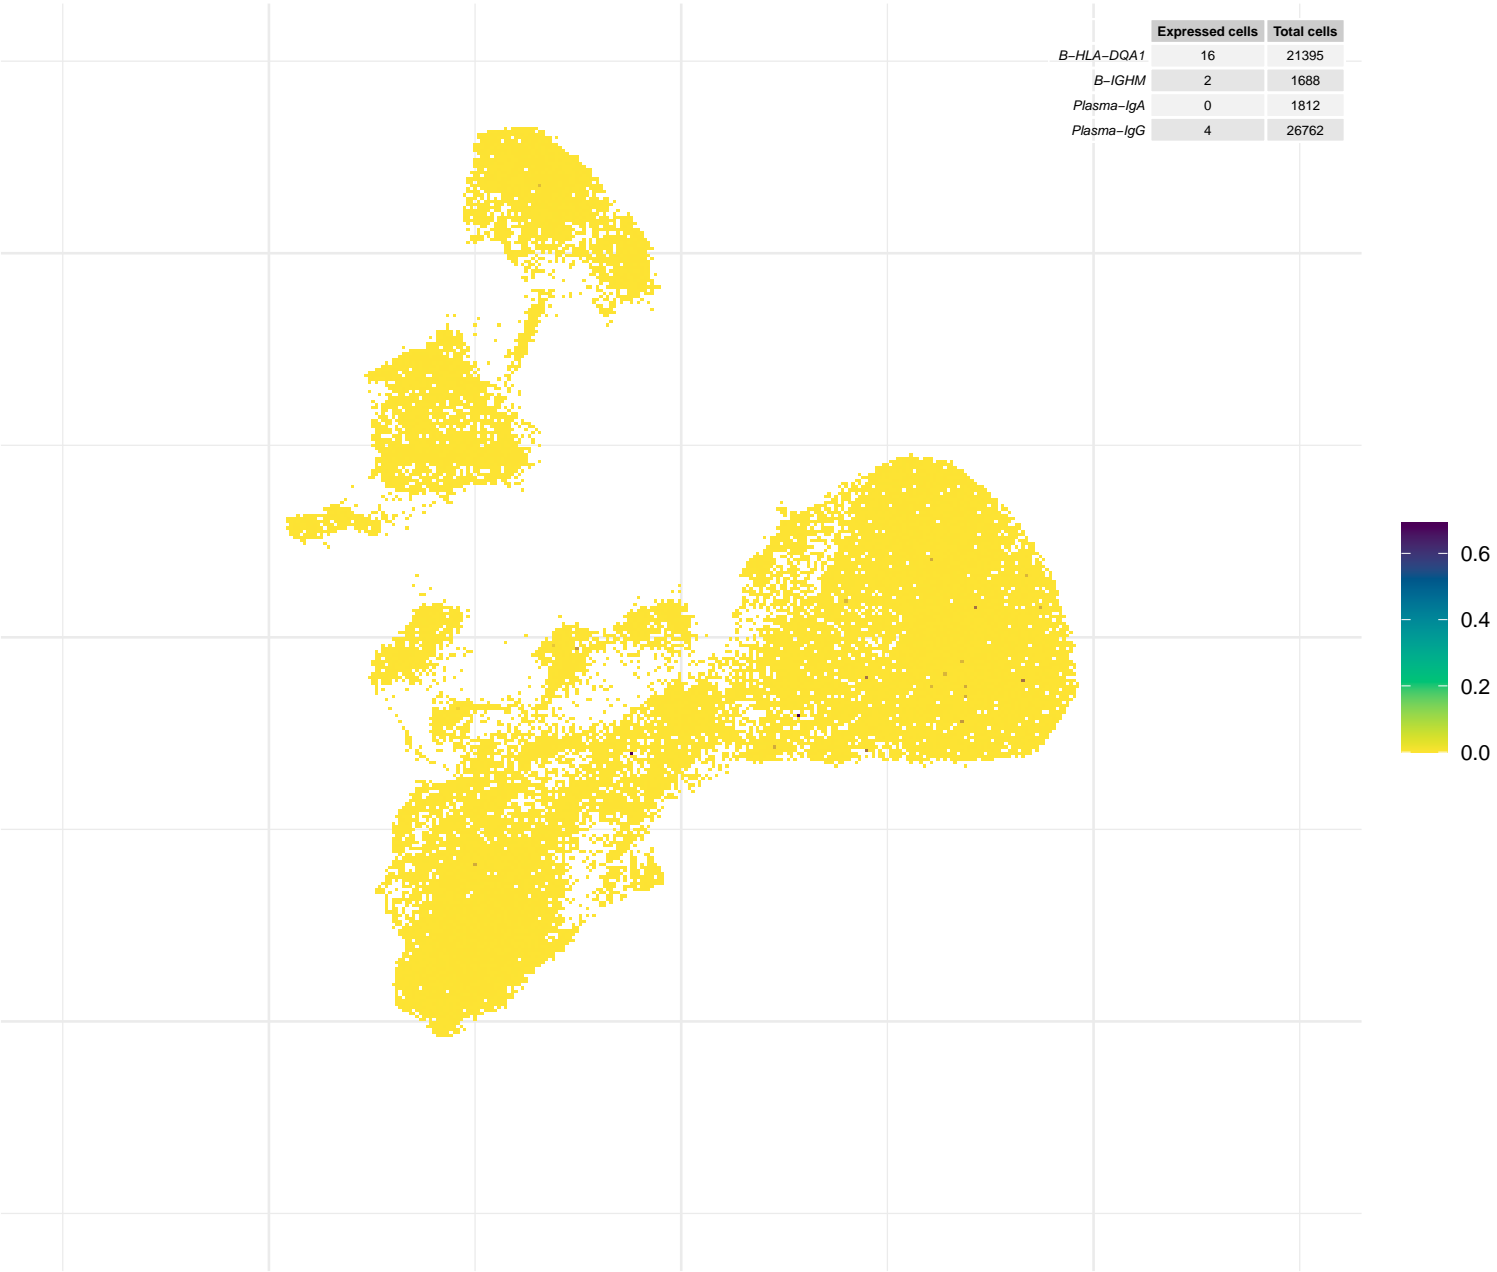 Expressed cells Total cells
B−HLA−DQA1 16 21395
B−IGHM 2 1688
Plasma−IgA 0 1812
Plasma−IgG 4 26762
0.6
0.4
0.2
0.0